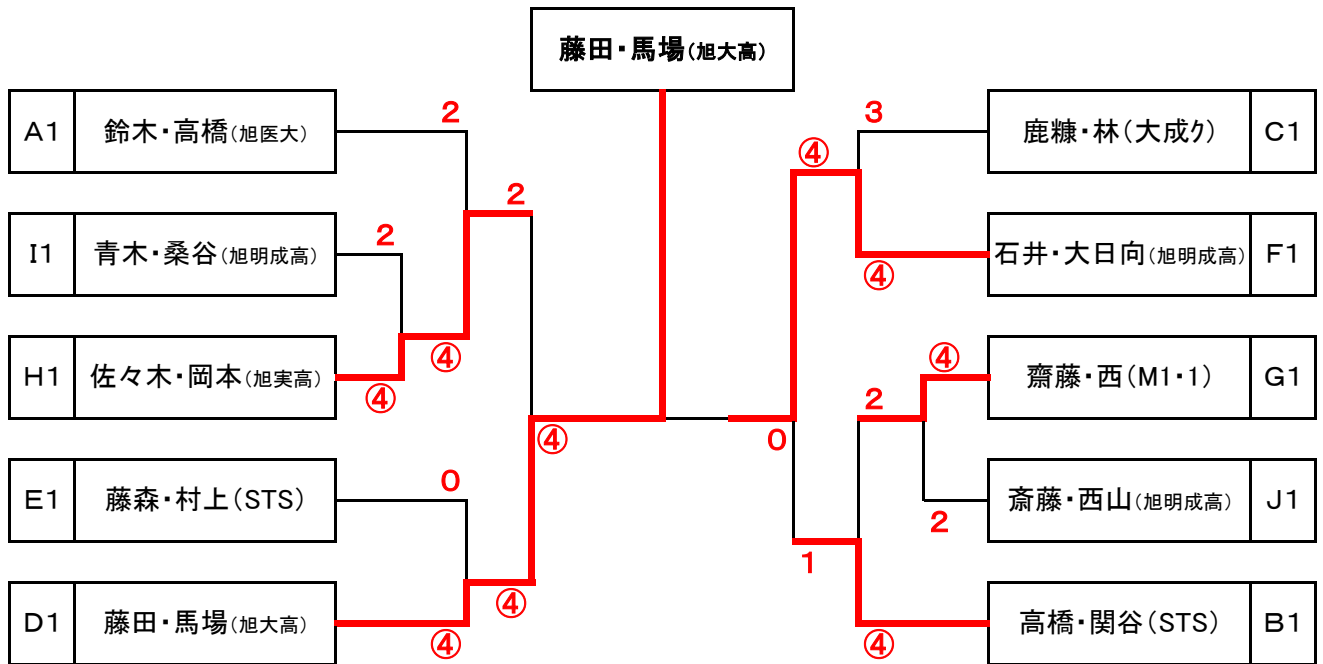 藤田・馬場(旭大高)
A1 鈴木・高橋(旭医大) 2
3 鹿糠・林(大成ク) C1
④
2
I1 青木・桑谷(旭明成高) 2
石井・大日向(旭明成高) F1
④
H1 佐々木・岡本(旭実高) ④ ④
④ 齋藤・西(M1・1) G1
2
④ 0
E1 藤森・村上(STS) 0
斎藤・西山(旭明成高) J1
2
1
D1 藤田・馬場(旭大高) ④ ④
④ 高橋・関谷(STS) B1